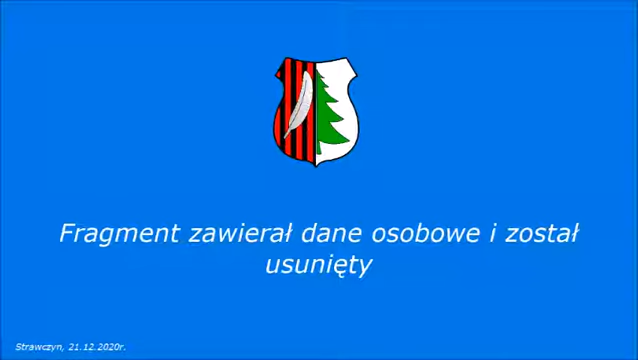 Fragment zawierał dane osobowe i został
usunięty
Strawczyn, 21.12.2020r.